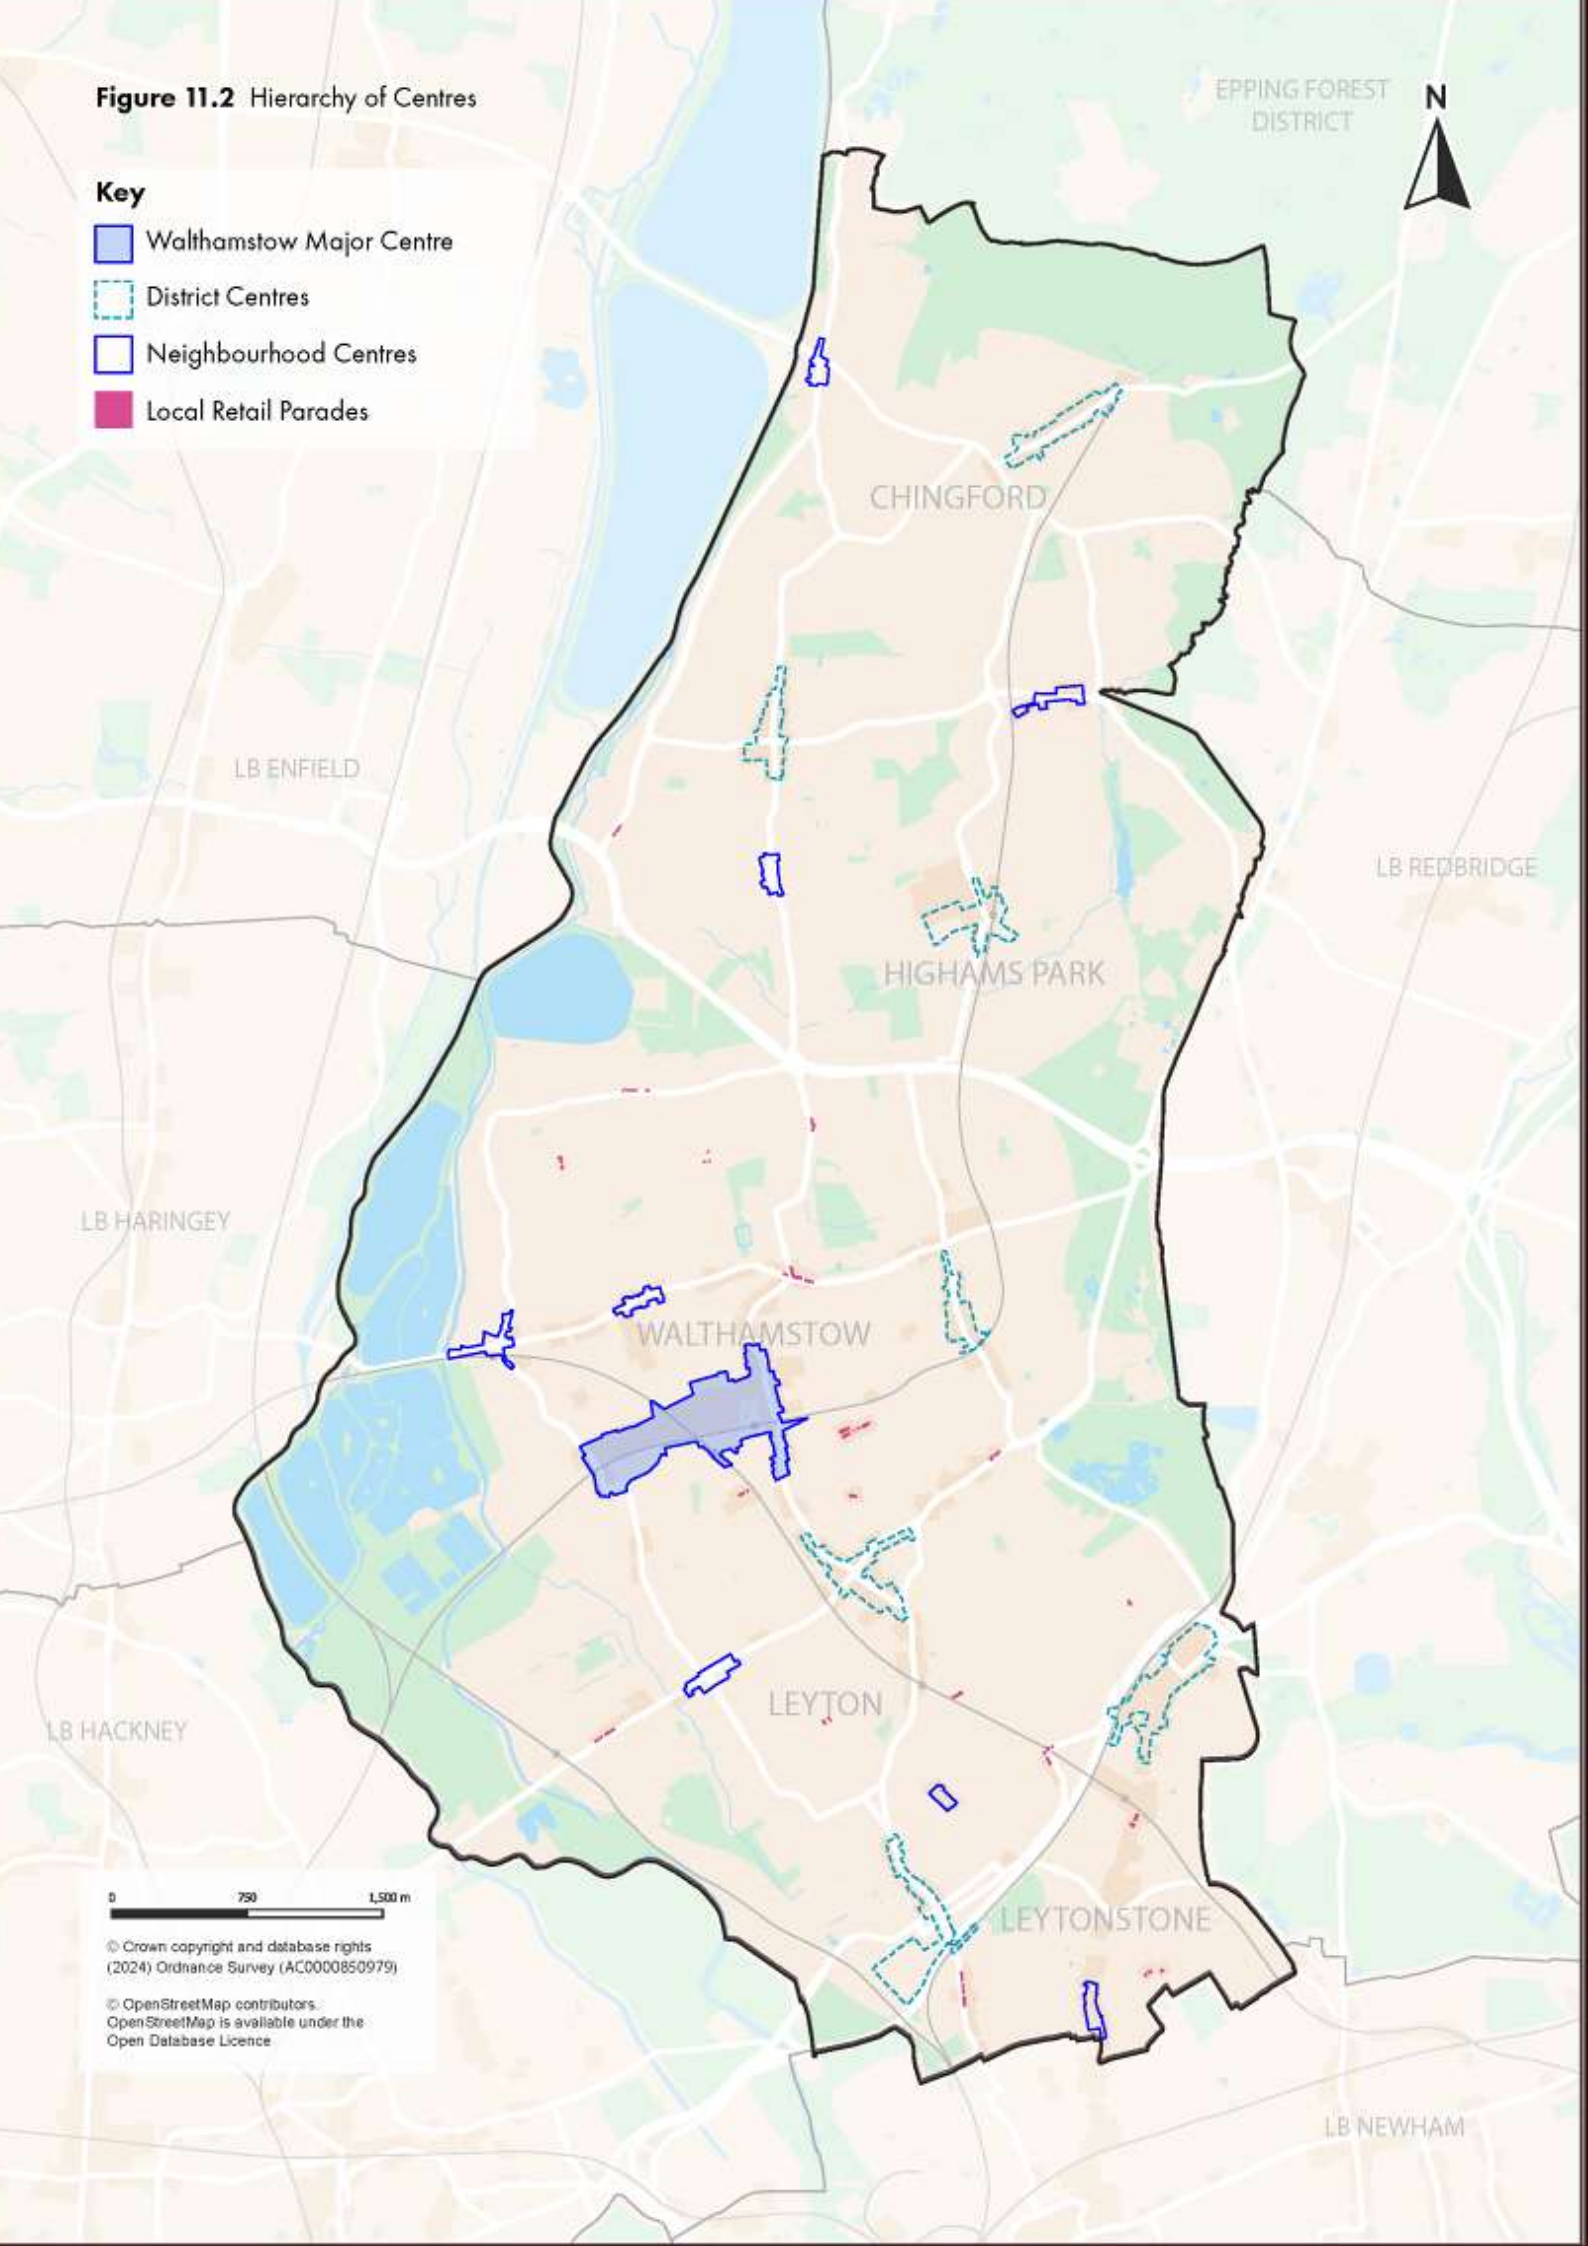 Figure 11.2 Hierarchy of Centres
EPPING FOREST
DISTRICT
N
Key
Walthamstow Major Centre
District Centres
Neighbourhood Centres
Local Retail Parades
CHINGFORD
LB ENFIELD
LB REDBRIDGE
HIGHAMS PARK
LB HARINGEY
WALTHAMSTOW
LEYTON
LB HACKNEY
LEYTONSTONE
0 750 1,500 m
© Crown copyright and database rights
(2024) Ordnance Survey (AC0000850979)
© OpenStreetMap contributors.
OpenStreetMap is available under the
Open Database Licence
LB NEWHAM